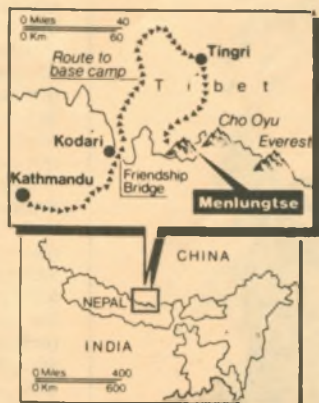 0 Miles 40
0 Km 60
Route to
base camp
Tingri
Tibet
Cho Oyu
Everest
Kodari
Friendship
Bridge
Kathmandu
Menlungtse
CHINA
NEPAL
INDIA
0 Miles 400
0 Km 600